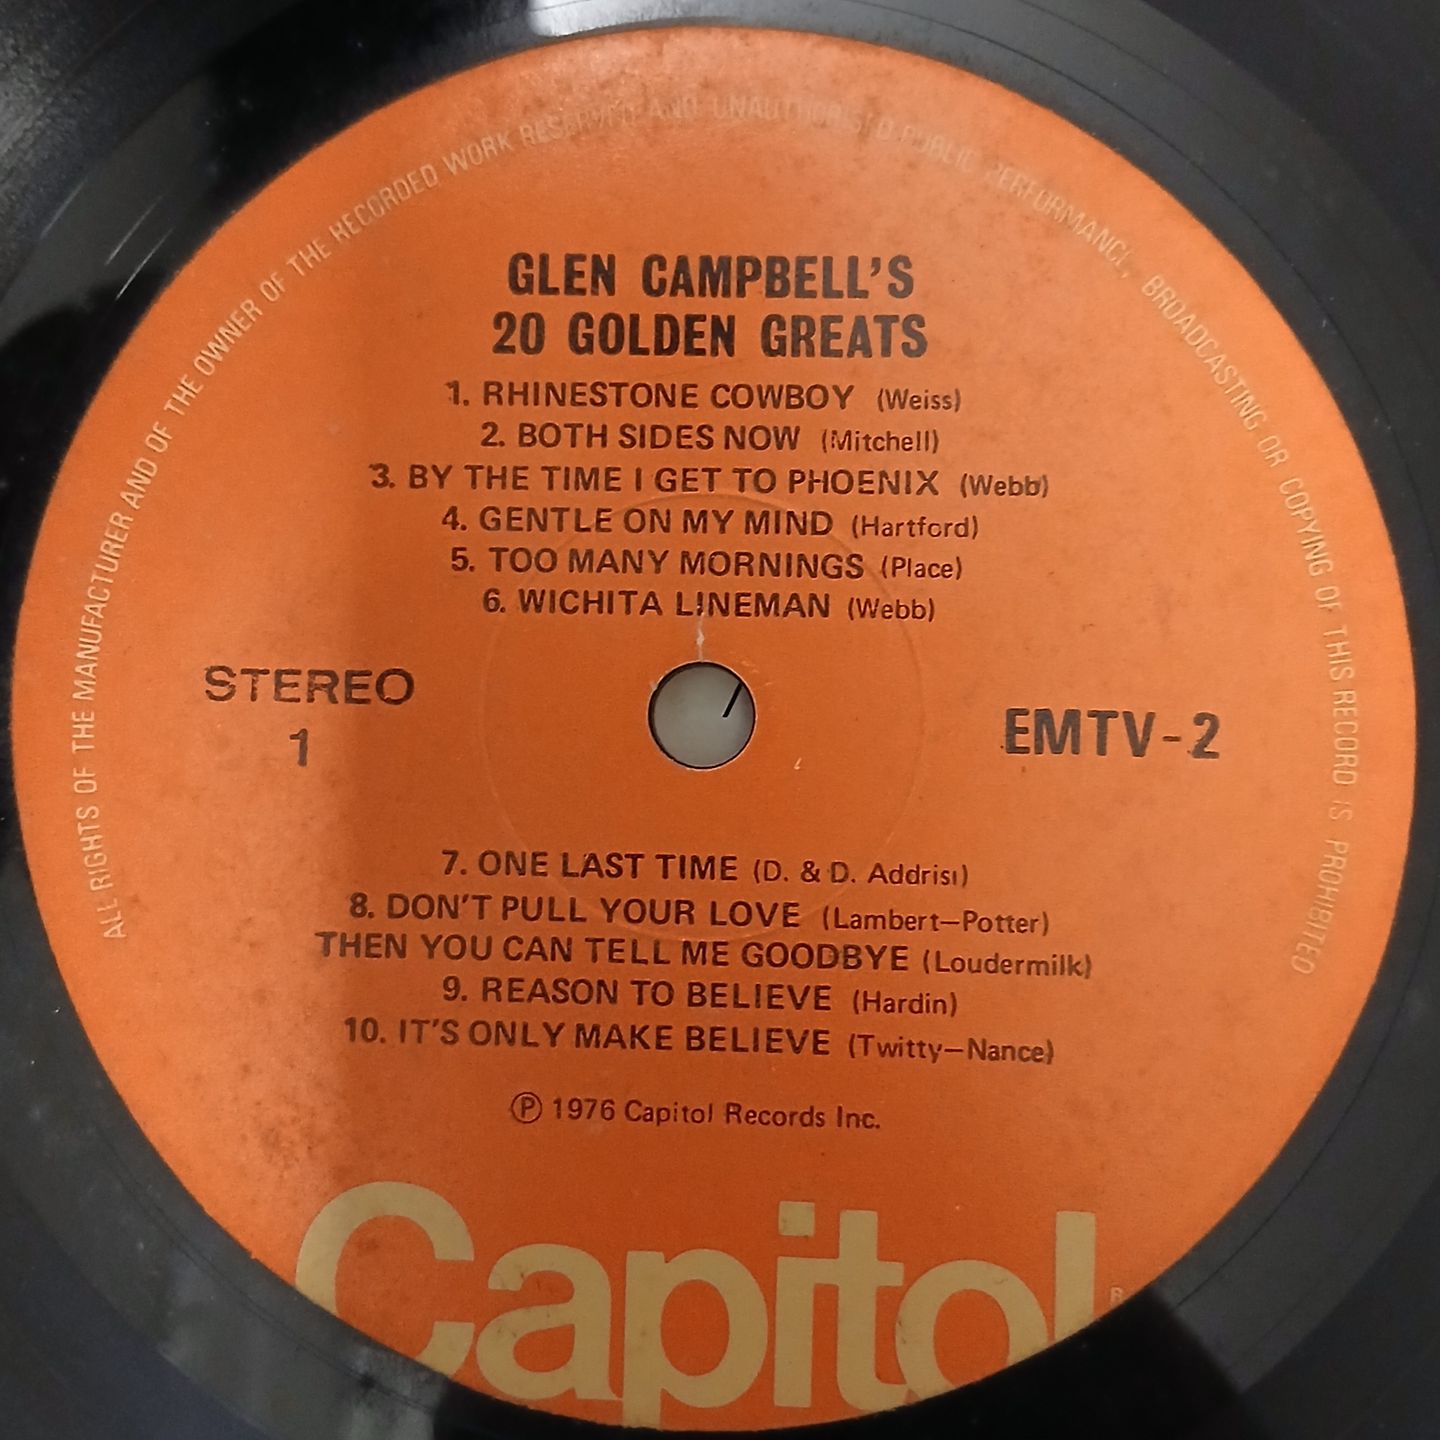 ALL RIGHTS OF THE MANUFACTURER AND OF THE OWNER OF THE RECORDED WORK RESERVED AND UNAUTHORISED PUBLIC PERFORMANCE, BROADCASTING OR COPYING OF THIS RECORD IS PROHIBITED
GLEN CAMPBELL'S
20 GOLDEN GREATS
1. RHINESTONE COWBOY (Weiss)
2. BOTH SIDES NOW (Mitchell)
3. BY THE TIME I GET TO PHOENIX (Webb)
4. GENTLE ON MY MIND (Hartford)
5. TOO MANY MORNINGS (Place)
6. WICHITA LINEMAN (Webb)
STEREO
1
EMTV-2
7. ONE LAST TIME (D. & D. Addrisi)
8. DON'T PULL YOUR LOVE (Lambert—Potter)
THEN YOU CAN TELL ME GOODBYE (Loudermilk)
9. REASON TO BELIEVE (Hardin)
10. IT'S ONLY MAKE BELIEVE (Twitty—Nance)
℗ 1976 Capitol Records Inc.
Capitol ®